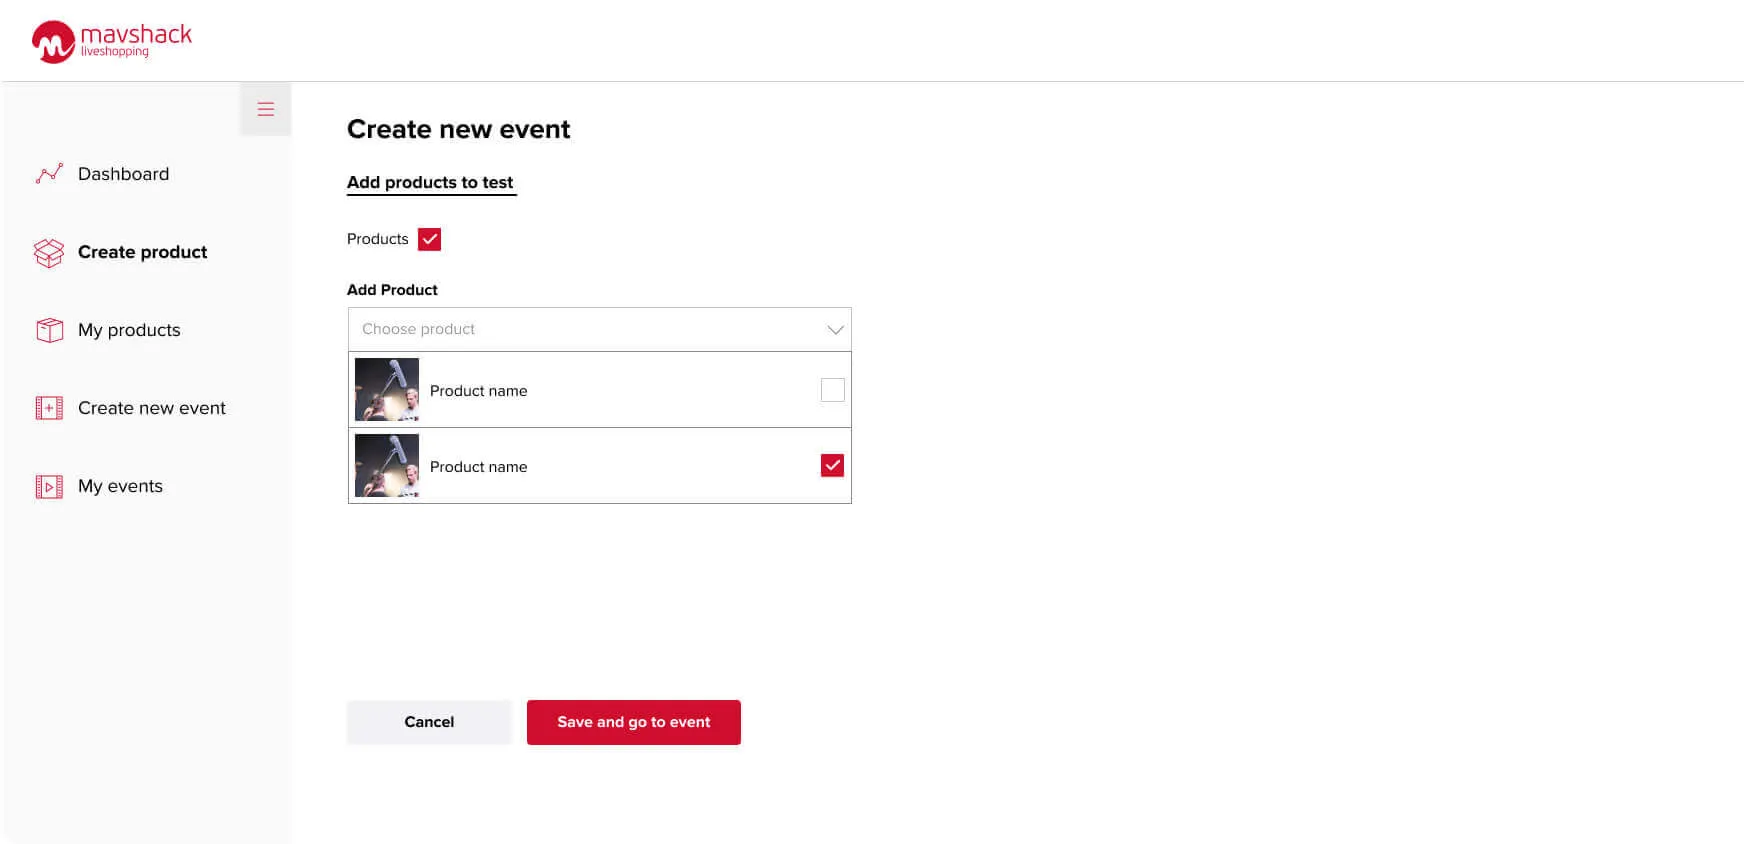 mavshack
liveshopping
Dashboard
Create product
My products
Create new event
My events
Create new event
Add products to test
Products
Add Product
Choose product
Product name
Product name
Cancel
Save and go to event